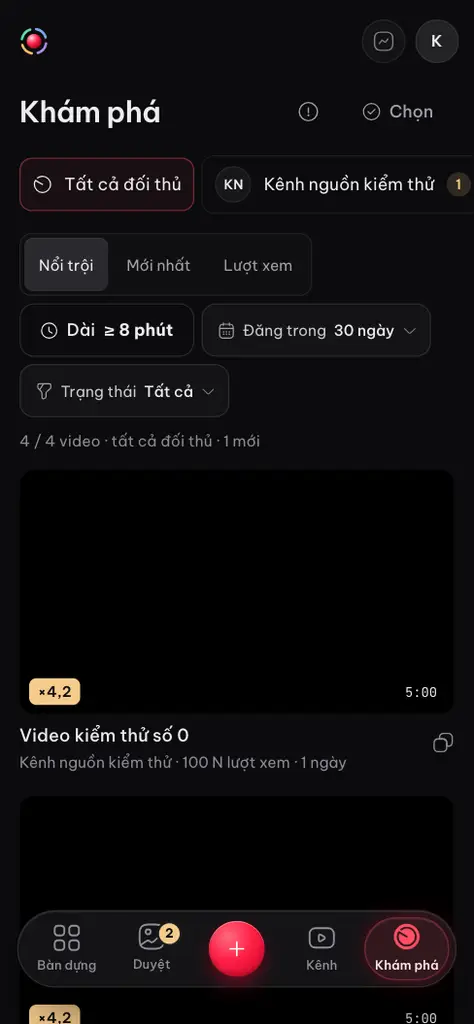 K
Khám phá
Chọn
Tất cả đối thủ
KN Kênh nguồn kiểm thử 1
Nổi trội Mới nhất Lượt xem
Dài ≥ 8 phút
Đăng trong 30 ngày
Trạng thái Tất cả
4 / 4 video · tất cả đối thủ · 1 mới
×4,2 5:00
Video kiểm thử số 0
Kênh nguồn kiểm thử · 100 N lượt xem · 1 ngày
2
Bàn dựng Duyệt Kênh Khám phá
×4,2 5:00